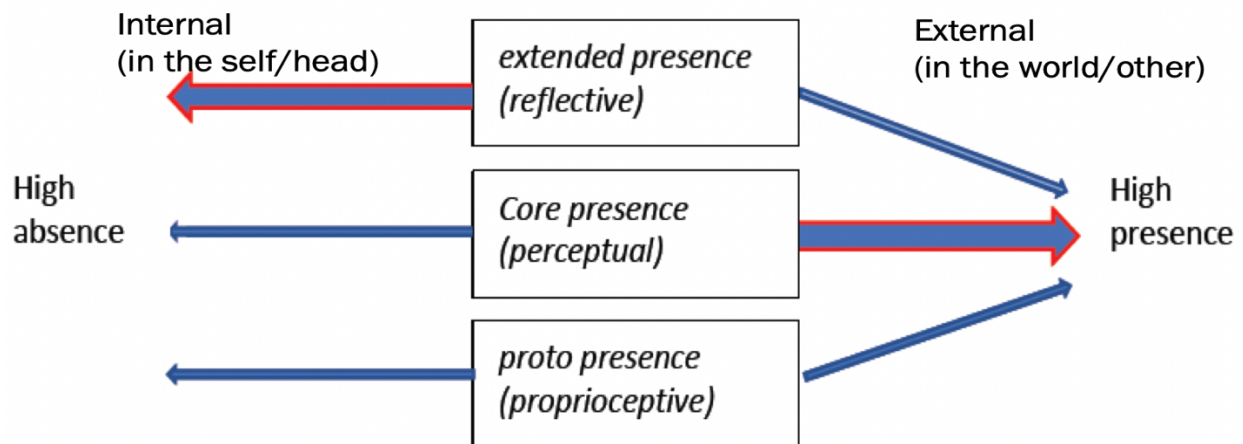 Internal
(in the self/head)
extended presence
(reflective)
External
(in the world/other)
High
absence
Core presence
(perceptual)
High
presence
proto presence
(proprioceptive)